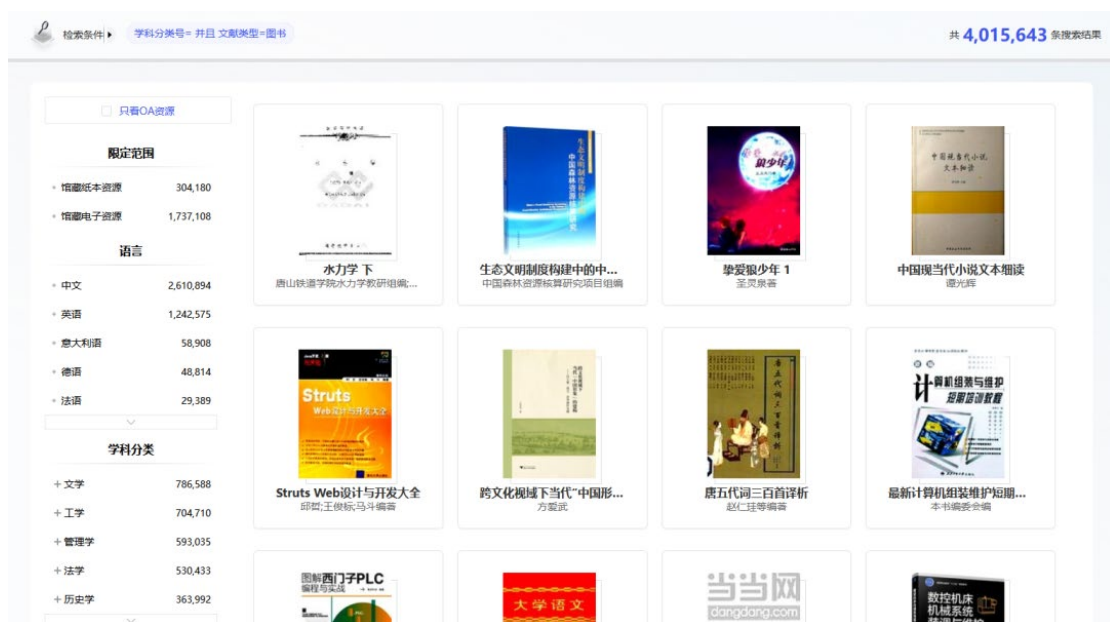 检索条件
学科分类号= 并且 文献类型=图书
共 4,015,643 条搜索结果
只看OA资源
限定范围
馆藏纸本资源 304,180
馆藏电子资源 1,737,108
语言
中文 2,610,894
英语 1,242,575
意大利语 58,908
德语 48,814
法语 29,389
学科分类
文学 786,588
工学 704,710
管理学 593,035
法学 530,433
历史学 363,992
水力学 下
唐山铁道学院水力学教研组编;...
生态文明制度构建中的中...
中国森林资源核算研究项目组编
狼少年
挚爱狼少年 1
圣灵泉著
中国现当代小说
文本细读
中国现当代小说文本细读
谭光辉
Struts
Web设计与开发大全
Struts Web设计与开发大全
邱哲;王俊标;马斗编著
跨文化视域下当代“中国形...
方爱武
唐五代词三百首译析
唐五代词三百首详析
赵仁珪等编著
计算机组装与维护
短期培训教程
最新计算机组装维护短期...
本书编委会编
图解西门子PLC
编程与实战
大学语文
当当网
dangdang.com
数控机床
机械系统